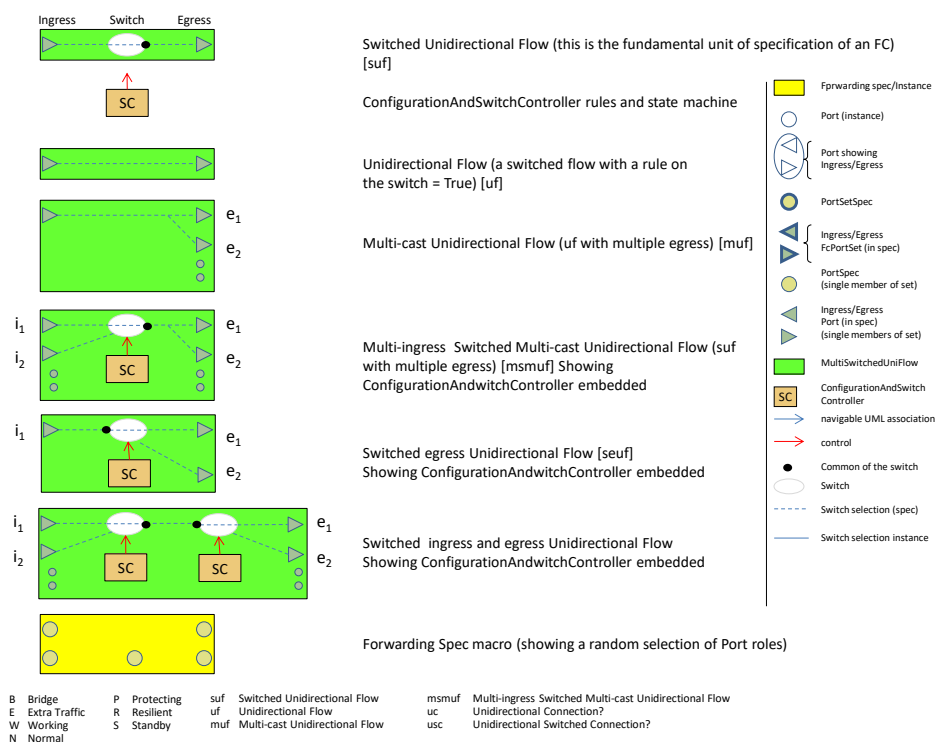 Ingress Switch Egress
Switched Unidirectional Flow (this is the fundamental unit of specification of an FC)
[suf]
SC
ConfigurationAndSwitchController rules and state machine
Unidirectional Flow (a switched flow with a rule on
the switch = True) [uf]
e1
e2
Multi-cast Unidirectional Flow (uf with multiple egress) [muf]
i1
i2
SC
e1
e2
Multi-ingress Switched Multi-cast Unidirectional Flow (suf
with multiple egress) [msmuf] Showing
ConfigurationAndwitchController embedded
i1
SC
e1
e2
Switched egress Unidirectional Flow [seuf]
Showing ConfigurationAndwitchController embedded
i1
i2
SC
SC
e1
e2
Switched ingress and egress Unidirectional Flow
Showing ConfigurationAndwitchController embedded
Forwarding Spec macro (showing a random selection of Port roles)
Fprwarding spec/Instance
Port (instance)
Port showing
Ingress/Egress
PortSetSpec
Ingress/Egress
FcPortSet (in spec)
PortSpec
(single member of set)
Ingress/Egress
Port (in spec)
(single members of set)
MultiSwitchedUniFlow
SC
ConfigurationAndSwitch
Controller
navigable UML association
control
Common of the switch
Switch
Switch selection (spec)
Switch selection instance
B Bridge P Protecting suf Switched Unidirectional Flow msmuf Multi-ingress Switched Multi-cast Unidirectional Flow
E Extra Traffic R Resilient uf Unidirectional Flow uc Unidirectional Connection?
W Working S Standby muf Multi-cast Unidirectional Flow usc Unidirectional Switched Connection?
N Normal